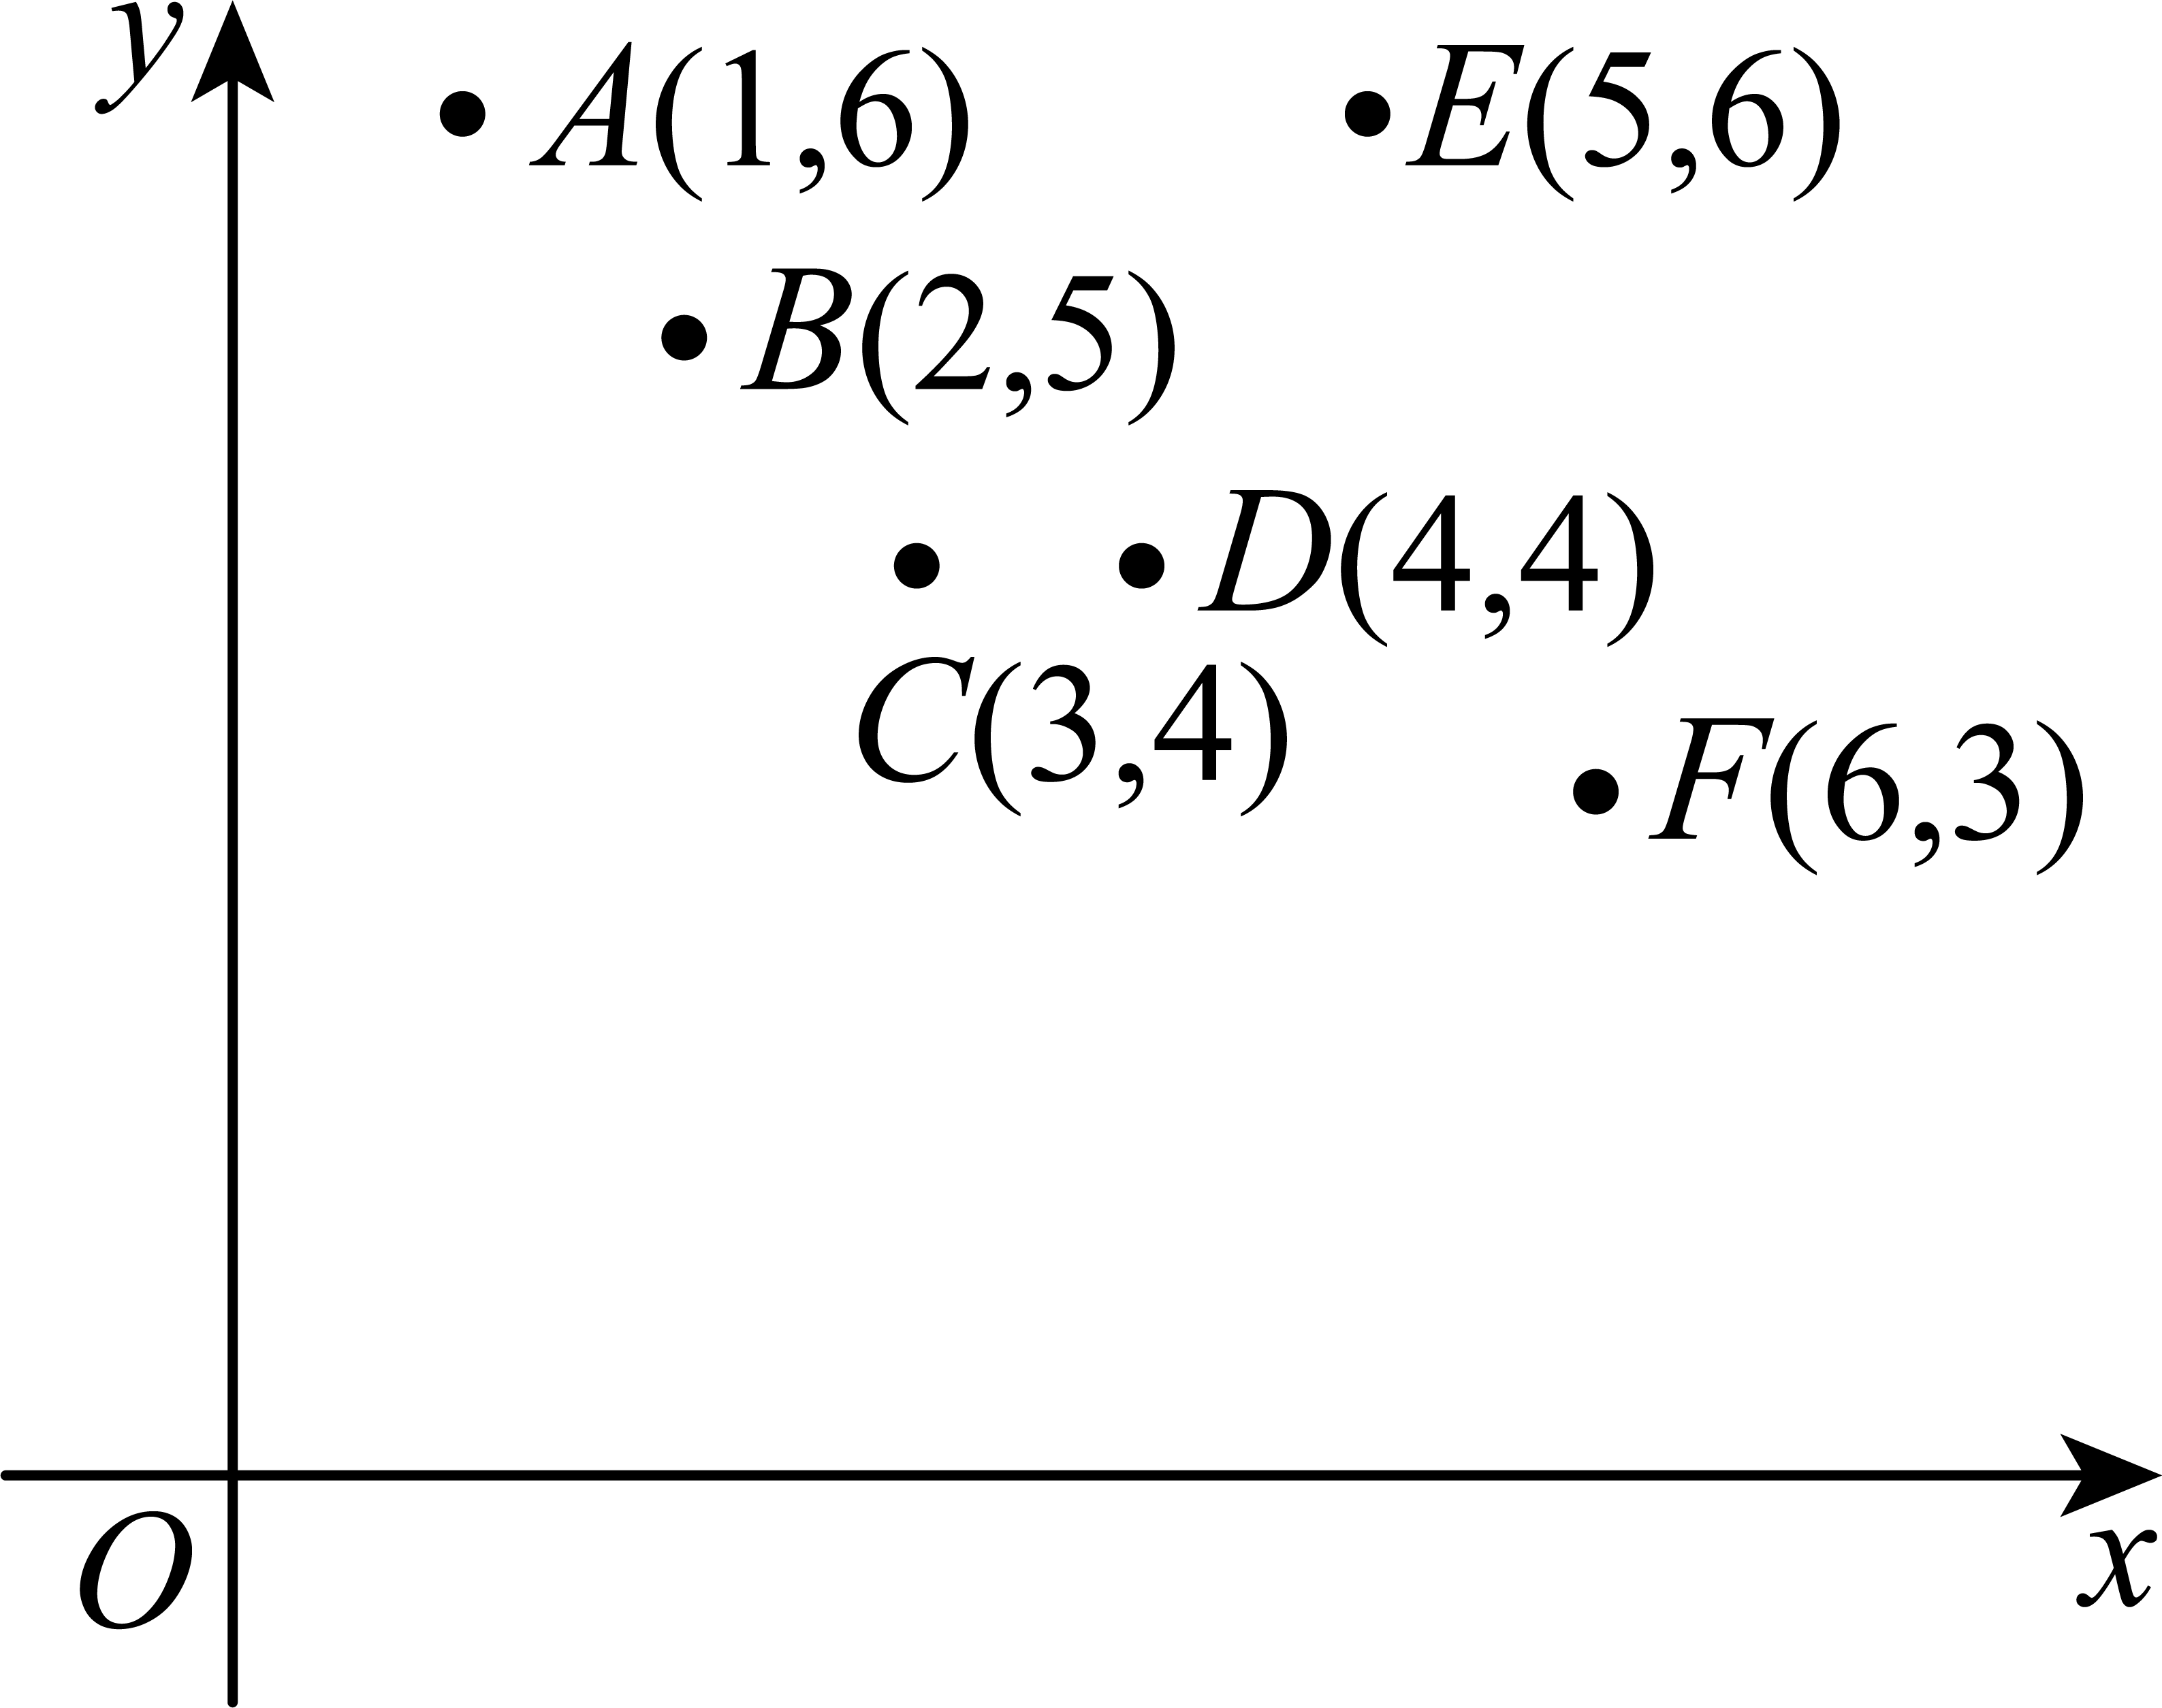 y
A(1,6) E(5,6)
B(2,5)
D(4,4)
C(3,4)
F(6,3)
O
x